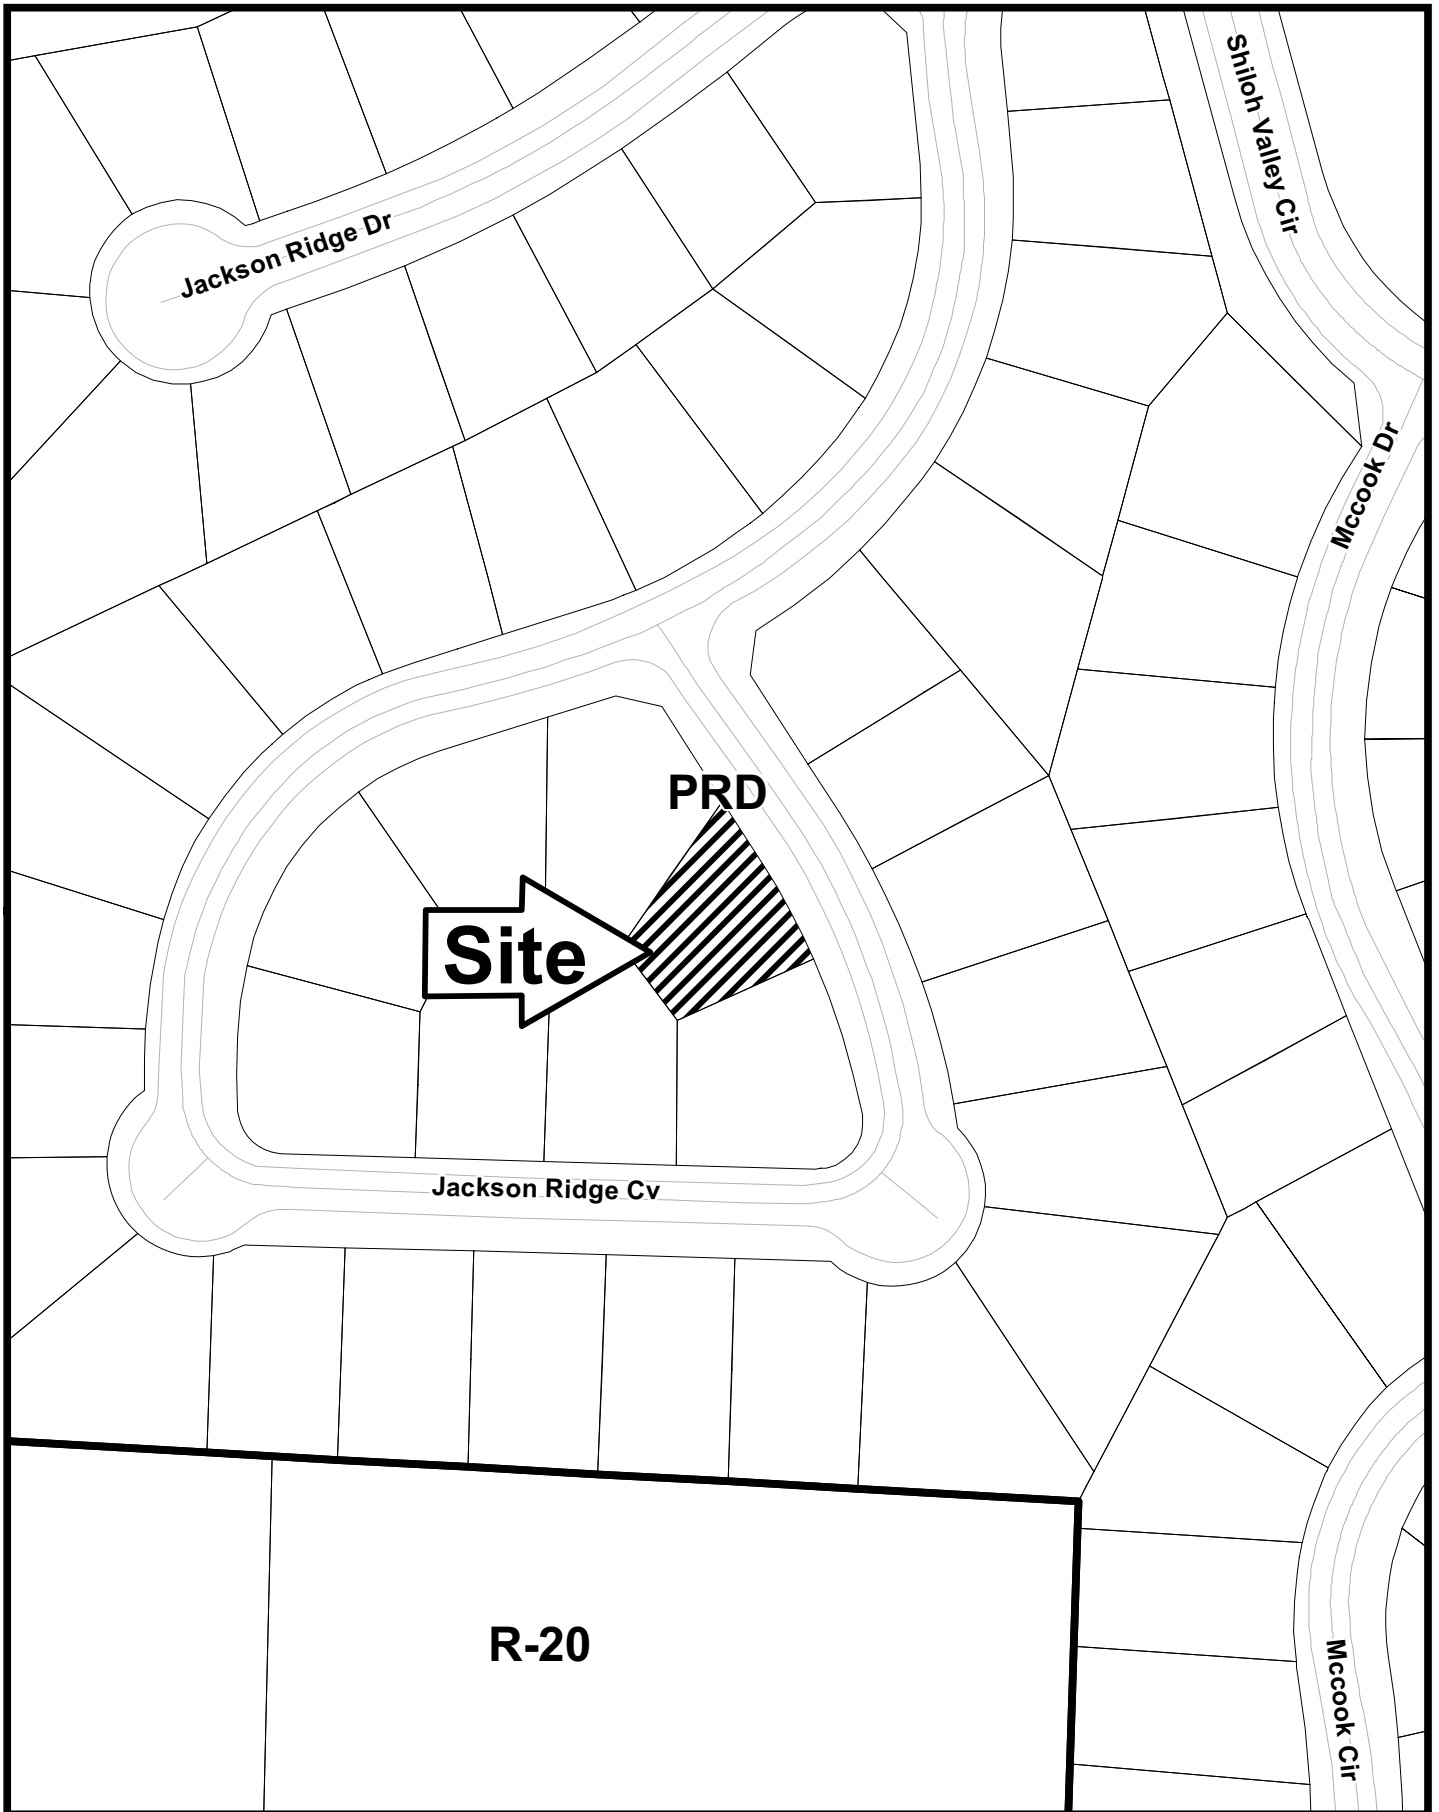 Shiloh Valley Cir
Jackson Ridge Dr
Mccook Dr
PRD
Site
Jackson Ridge Cv
R-20
Mccook Cir